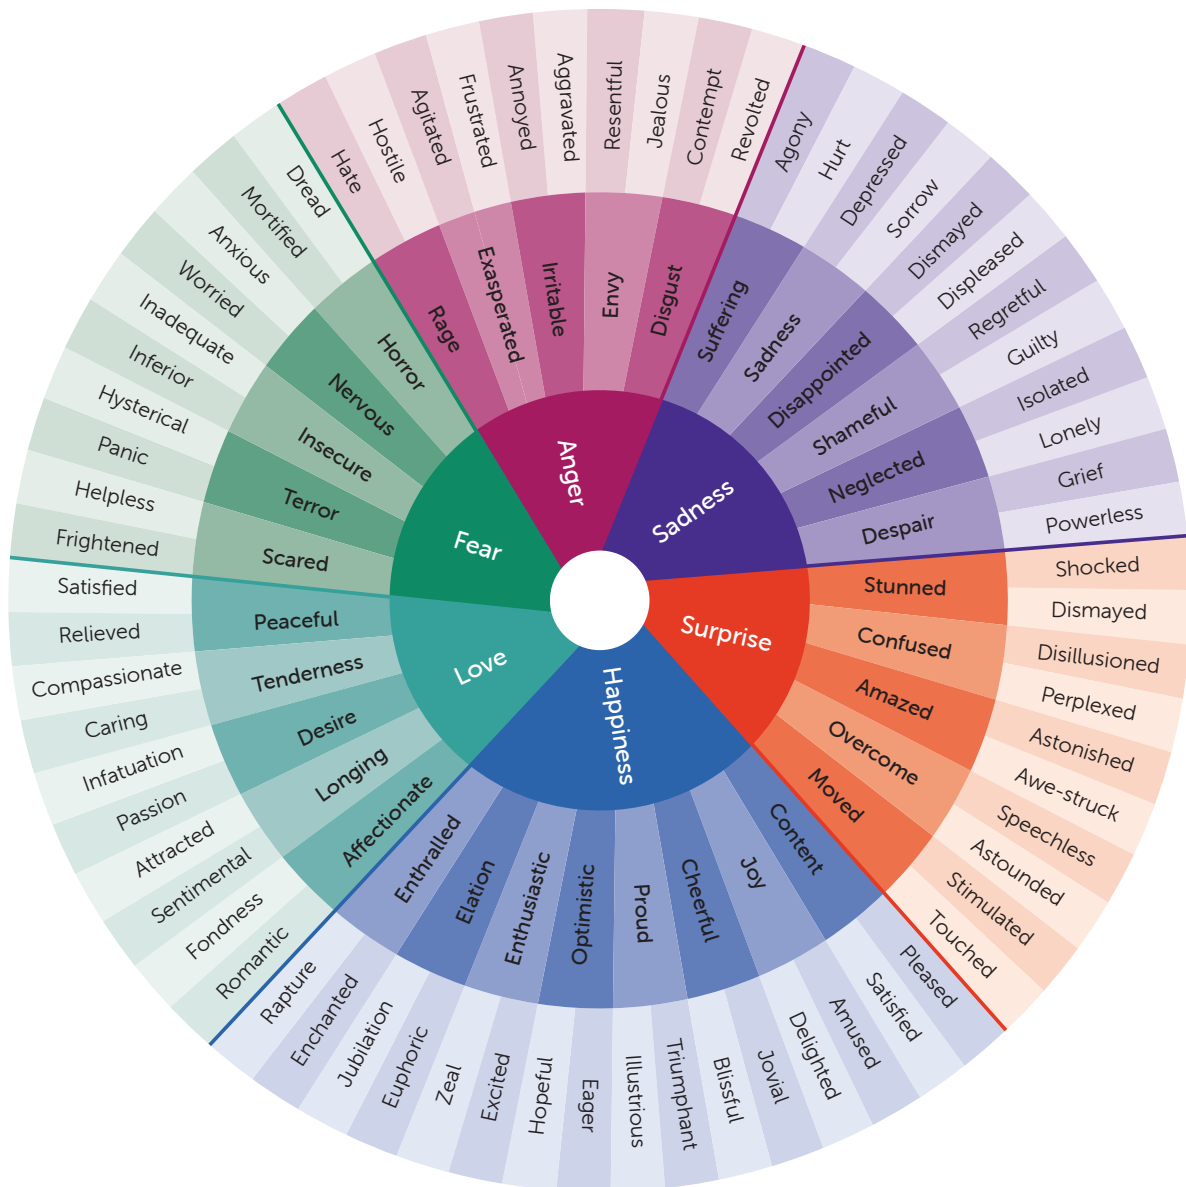 Anger
Sadness
Surprise
Happiness
Love
Fear
Rage
Exasperated
Irritable
Envy
Disgust
Suffering
Sadness
Disappointed
Shameful
Neglected
Despair
Stunned
Confused
Amazed
Overcome
Moved
Content
Joy
Cheerful
Proud
Optimistic
Enthusiastic
Elation
Enthralled
Affectionate
Longing
Desire
Tenderness
Peaceful
Scared
Terror
Insecure
Nervous
Horror
Hate
Hostile
Agitated
Frustrated
Annoyed
Aggravated
Resentful
Jealous
Contempt
Revolted
Agony
Hurt
Depressed
Sorrow
Dismayed
Displeased
Regretful
Guilty
Isolated
Lonely
Grief
Powerless
Shocked
Dismayed
Disillusioned
Perplexed
Astonished
Awe-struck
Speechless
Astounded
Stimulated
Touched
Pleased
Satisfied
Amused
Delighted
Jovial
Blissful
Triumphant
Illustrious
Eager
Hopeful
Excited
Zeal
Euphoric
Jubilation
Enchanted
Rapture
Romantic
Fondness
Sentimental
Attracted
Passion
Infatuation
Caring
Compassionate
Relieved
Satisfied
Frightened
Helpless
Panic
Hysterical
Inferior
Inadequate
Worried
Anxious
Mortified
Dread